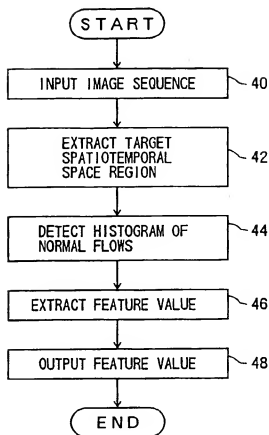 START
INPUT IMAGE SEQUENCE
40
EXTRACT TARGET
SPATIOTEMPORAL
SPACE REGION
42
DETECT HISTOGRAM OF
NORMAL FLOWS
44
EXTRACT FEATURE VALUE
46
OUTPUT FEATURE VALUE
48
END